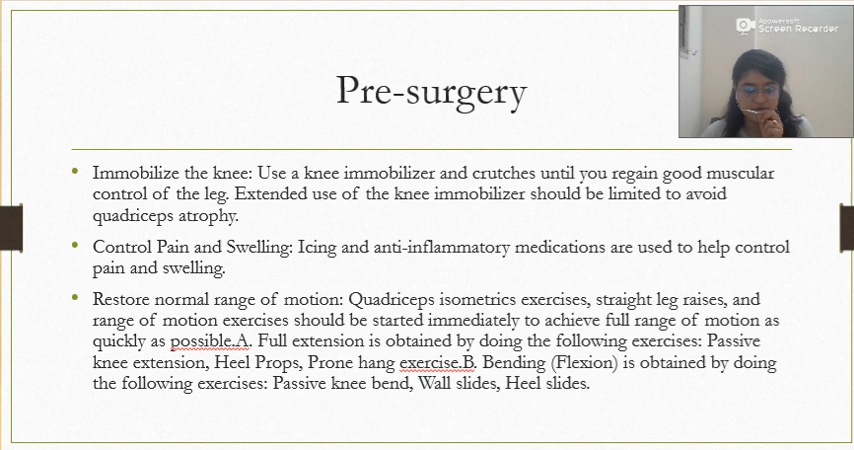 Apowersoft
Screen Recorder
Pre-surgery
• Immobilize the knee: Use a knee immobilizer and crutches until you regain good muscular
control of the leg. Extended use of the knee immobilizer should be limited to avoid
quadriceps atrophy.
• Control Pain and Swelling: Icing and anti-inflammatory medications are used to help control
pain and swelling.
• Restore normal range of motion: Quadriceps isometrics exercises, straight leg raises, and
range of motion exercises should be started immediately to achieve full range of motion as
quickly as possible.A. Full extension is obtained by doing the following exercises: Passive
knee extension, Heel Props, Prone hang exercise.B. Bending (Flexion) is obtained by doing
the following exercises: Passive knee bend, Wall slides, Heel slides.